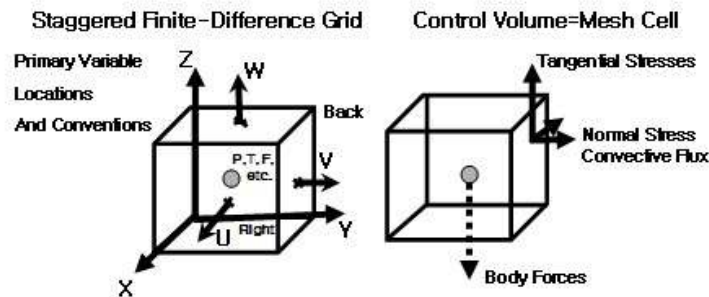 Staggered Finite-Difference Grid
Primary Variable
Locations
And Conventions
Z
W
Back
P.T.F.
etc.
V
U
Right
Y
X
Control Volume=Mesh Cell
Tangential Stresses
Normal Stress
Convective Flux
Body Forces